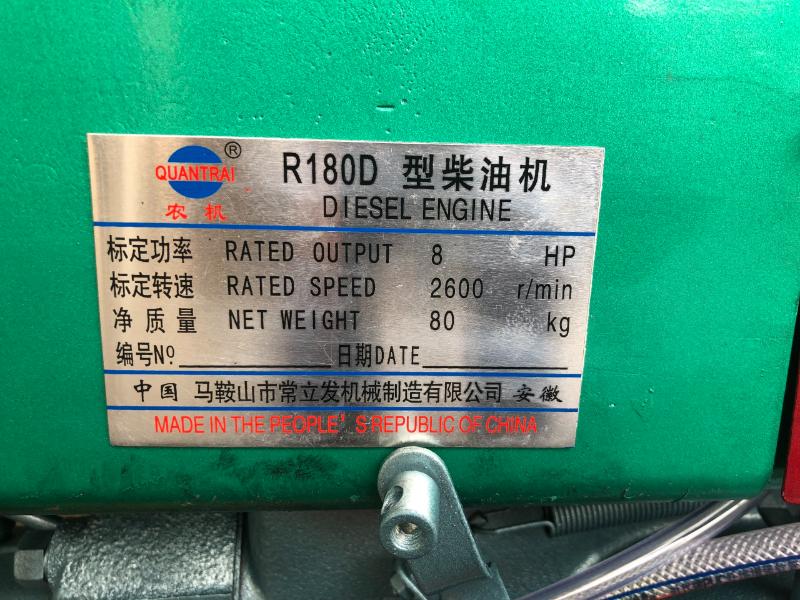 QUANTRAI ®
农机
R180D 型柴油机
DIESEL ENGINE
标定功率 RATED OUTPUT 8 HP
标定转速 RATED SPEED 2600 r/min
净质量 NET WEIGHT 80 kg
编号Nº 日期DATE
中国 马鞍山市常立发机械制造有限公司 安徽
MADE IN THE PEOPLE'S REPUBLIC OF CHINA